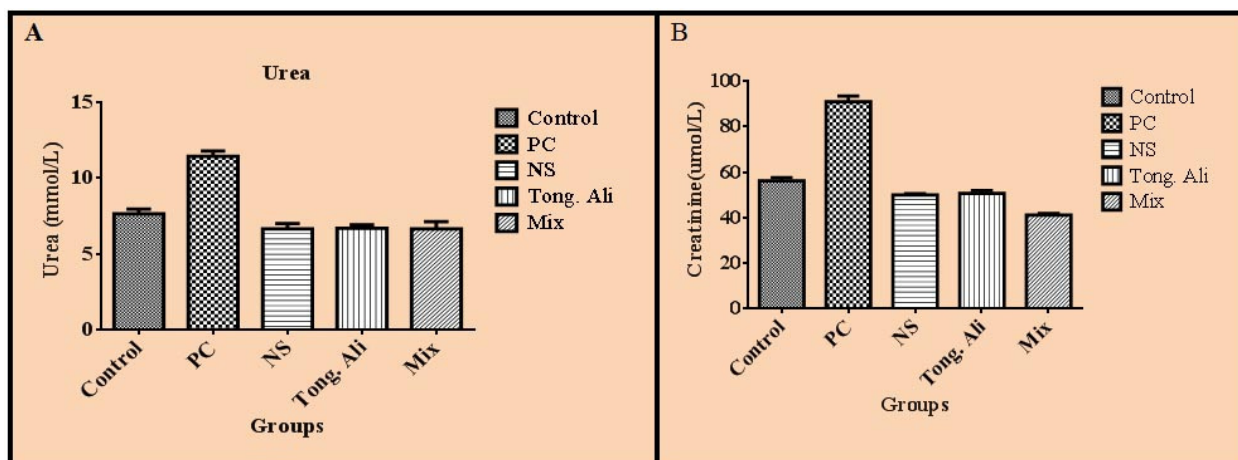 A
Urea
Urea (mmol/L)
15
10
5
0
Control
PC
NS
Tong. Ali
Mix
Groups
Control
PC
NS
Tong. Ali
Mix
B
Creatinine(umol/L)
100
80
60
40
20
0
Control
PC
NS
Tong. Ali
Mix
Groups
Control
PC
NS
Tong. Ali
Mix